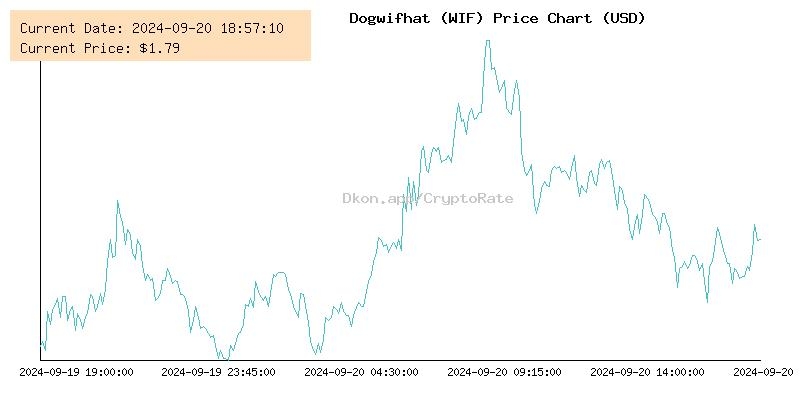 Dogwifhat (WIF) Price Chart (USD)
Current Date: 2024-09-20 18:57:10
Current Price: $1.79
Dkon.app/CryptoRate
2024-09-19 19:00:00
2024-09-19 23:45:00
2024-09-20 04:30:00
2024-09-20 09:15:00
2024-09-20 14:00:00
2024-09-20